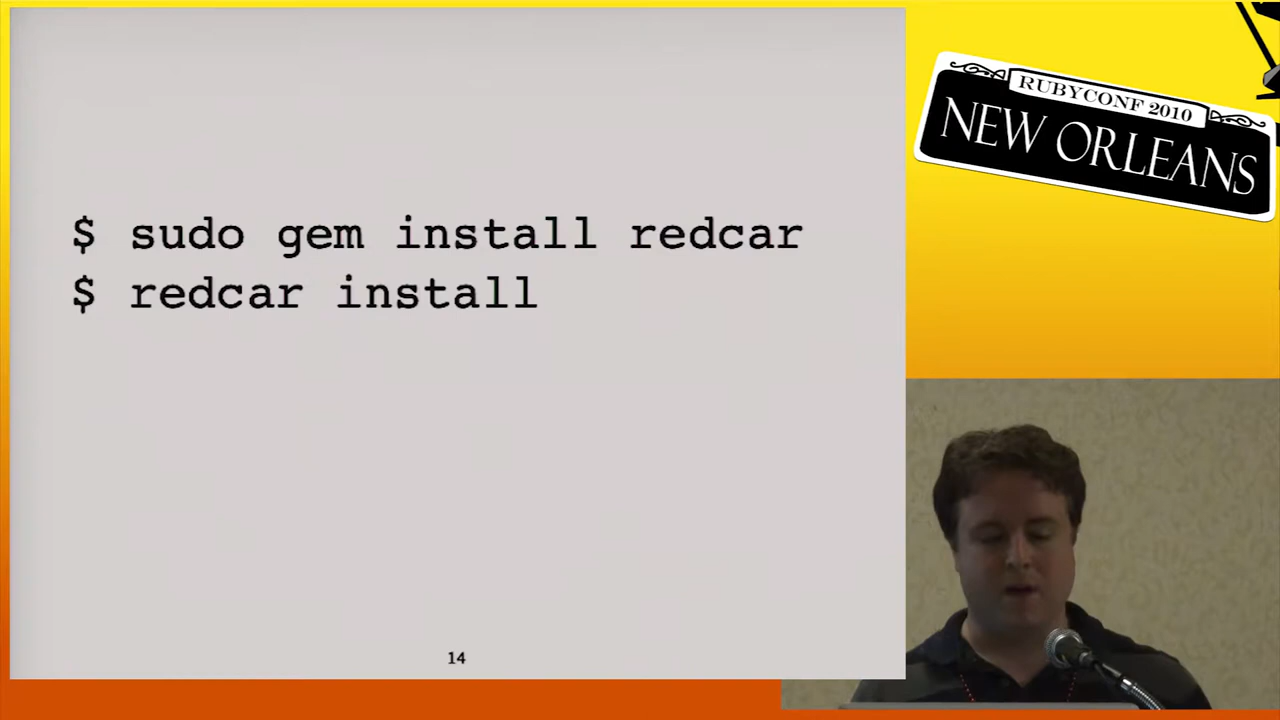 $ sudo gem install redcar
$ redcar install
14
RUBYCONF 2010
NEW ORLEANS